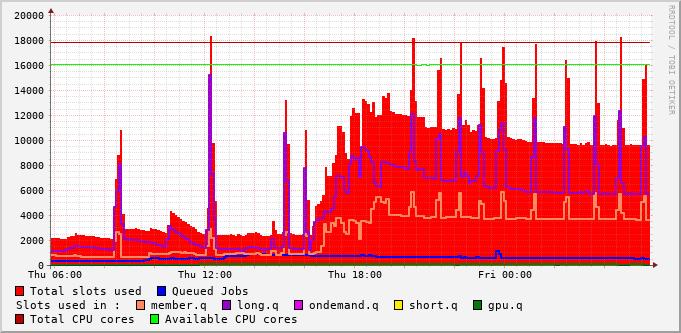 20000
18000
16000
14000
12000
10000
8000
6000
4000
2000
0
Thu 06:00 Thu 12:00 Thu 18:00 Fri 00:00
RRDTOOL / TOBI OETIKER
Total slots used Queued Jobs
Slots used in : member.q long.q ondemand.q short.q gpu.q
Total CPU cores Available CPU cores